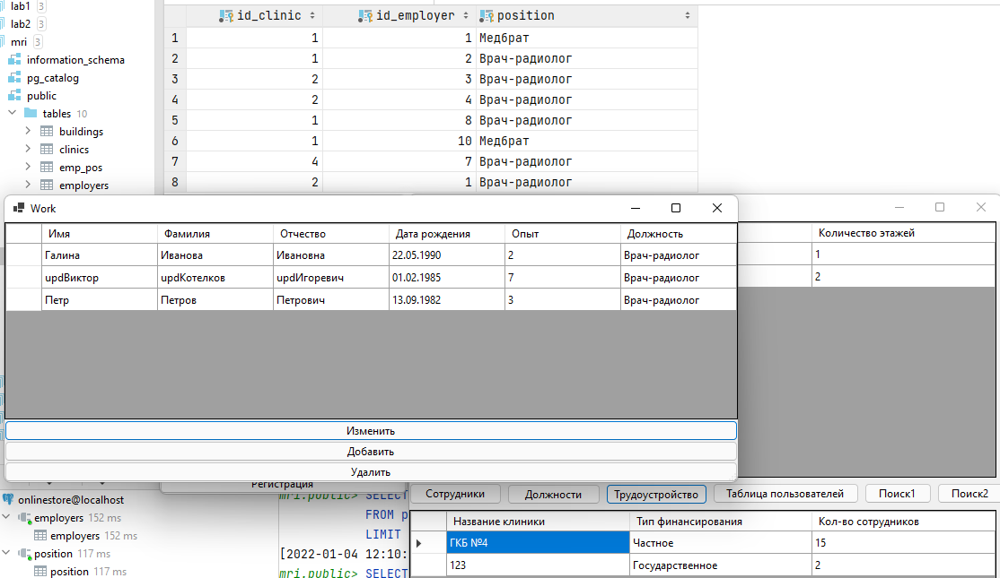 lab1 3
lab2 3
mri 3
information_schema
pg_catalog
public
tables 10
buildings
clinics
emp_pos
employers
id_clinic id_employer position
1 1 1 Медбрат
2 1 2 Врач-радиолог
3 2 3 Врач-радиолог
4 2 4 Врач-радиолог
5 1 8 Врач-радиолог
6 1 10 Медбрат
7 4 7 Врач-радиолог
8 2 1 Врач-радиолог
Work
Имя Фамилия Отчество Дата рождения Опыт Должность
Галина Иванова Ивановна 22.05.1990 2 Врач-радиолог
updВиктор updКотелков updИгоревич 01.02.1985 7 Врач-радиолог
Петр Петров Петрович 13.09.1982 3 Врач-радиолог
Изменить
Добавить
Удалить
Количество этажей
1
2
Регистрация
onlinestore@localhost
employers 152 ms
employers 152 ms
position 117 ms
position 117 ms
mri.public> SELECT
FROM p
LIMIT
[2022-01-04 12:10:
mri.public> SELECT
Сотрудники Должности Трудоустройство Таблица пользователей Поиск1 Поиск2
Название клиники Тип финансирования Кол-во сотрудников
ГКБ №4 Частное 15
123 Государственное 2